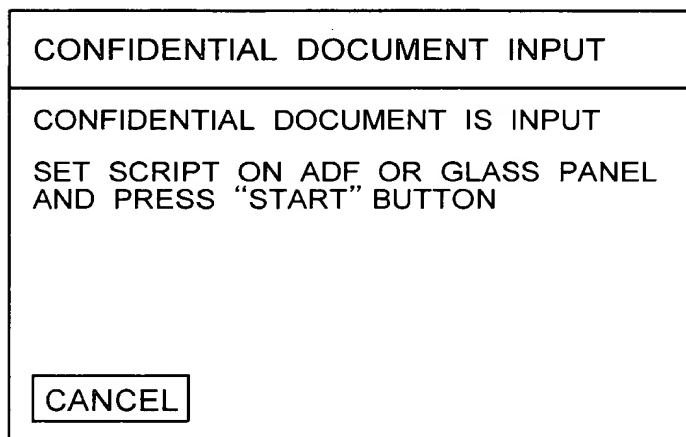 CONFIDENTIAL DOCUMENT INPUT
CONFIDENTIAL DOCUMENT IS INPUT
SET SCRIPT ON ADF OR GLASS PANEL
AND PRESS “START” BUTTON
CANCEL